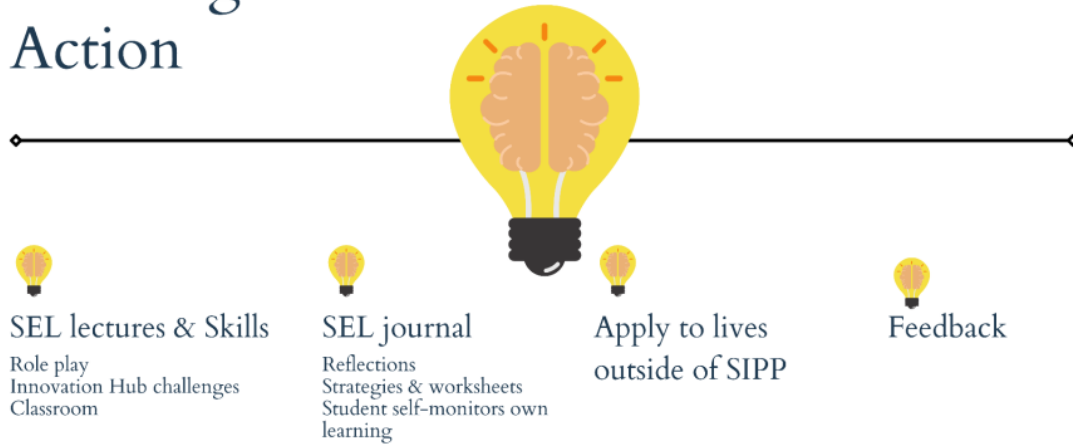 Action
SEL lectures & Skills
Role play
Innovation Hub challenges
Classroom
SEL journal
Reflections
Strategies & worksheets
Student self-monitors own
learning
Apply to lives
outside of SIPP
Feedback